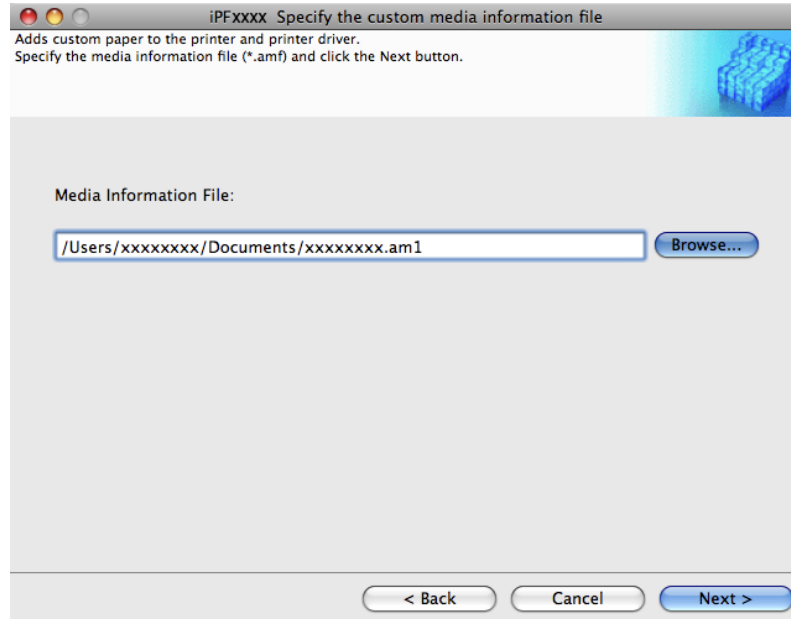 iPFxxxx Specify the custom media information file
Adds custom paper to the printer and printer driver.
Specify the media information file (*.amf) and click the Next button.
Media Information File:
/Users/xxxxxxxx/Documents/xxxxxxxx.am1
Browse...
< Back
Cancel
Next >